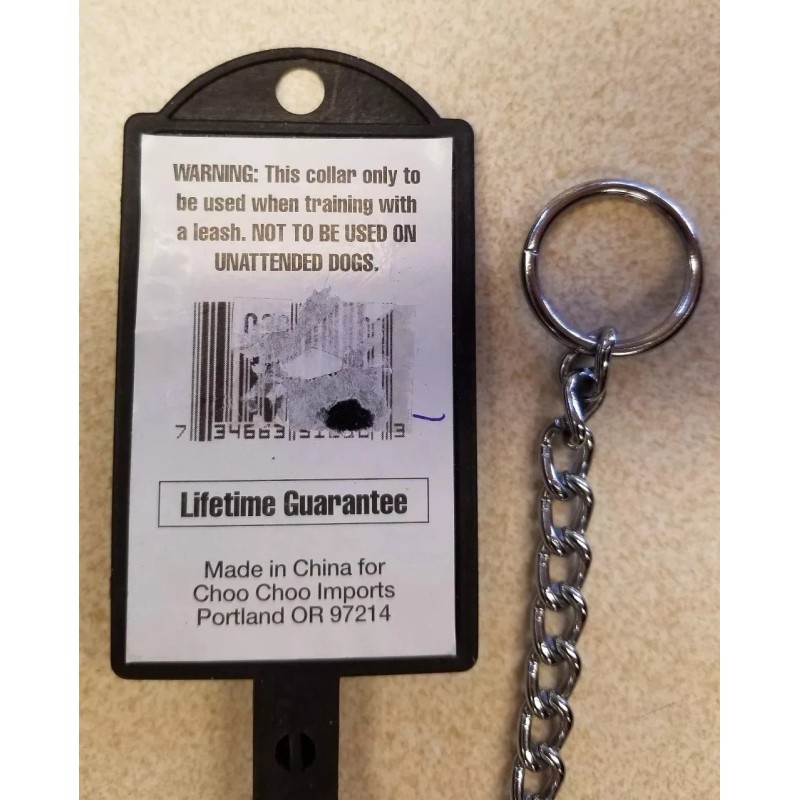 WARNING: This collar only to
be used when training with
a leash. NOT TO BE USED ON
UNATTENDED DOGS.
7 34663 3
Lifetime Guarantee
Made in China for
Choo Choo Imports
Portland OR 97214